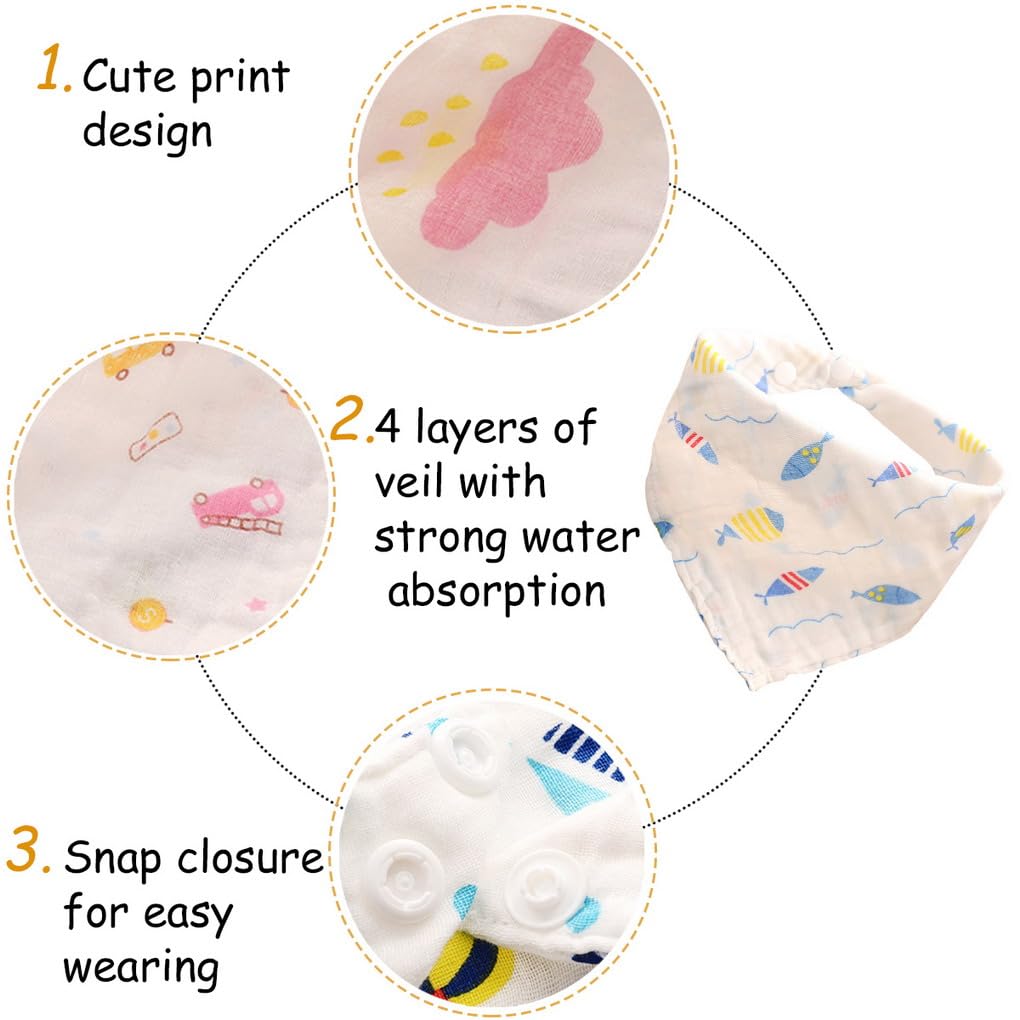 1. Cute print
design
2. 4 layers of
veil with
strong water
absorption
3. Snap closure
for easy
wearing